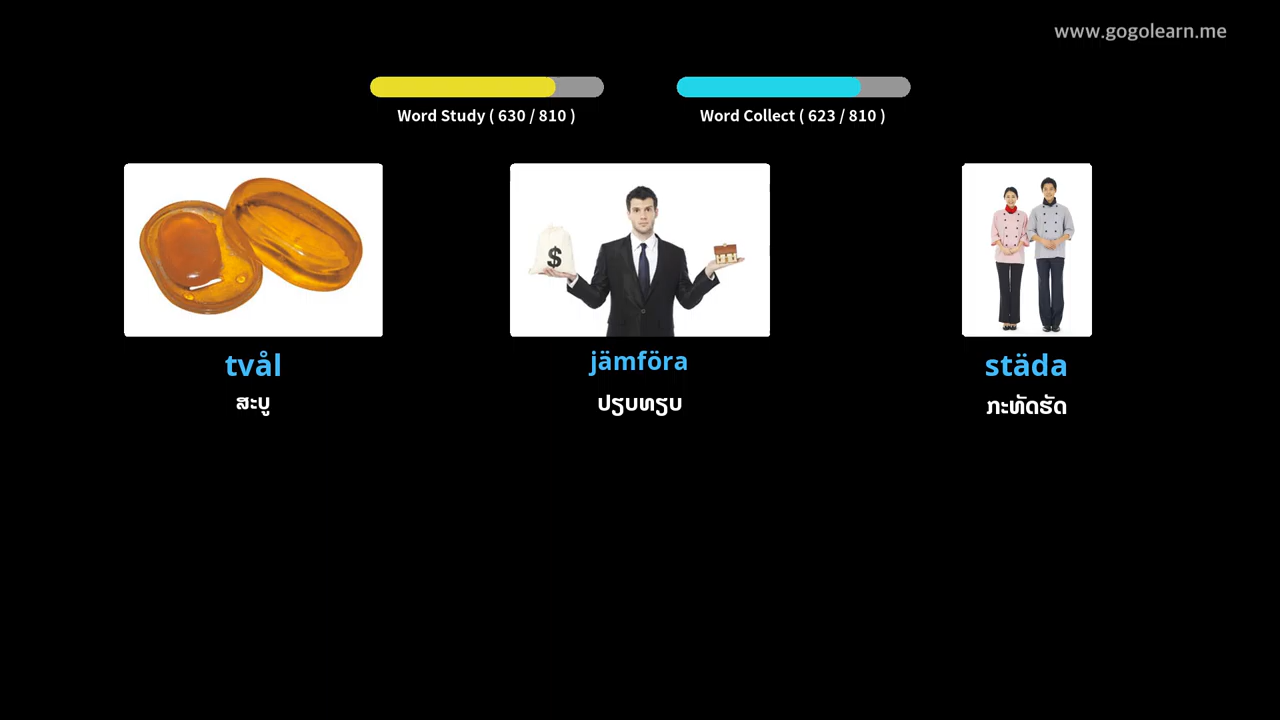 www.gogolearn.me
Word Study ( 630 / 810 )
Word Collect ( 623 / 810 )
$
tvål
jämföra
städa
ສະບູ
ປຽບທຽບ
ກະທັດຮັດ